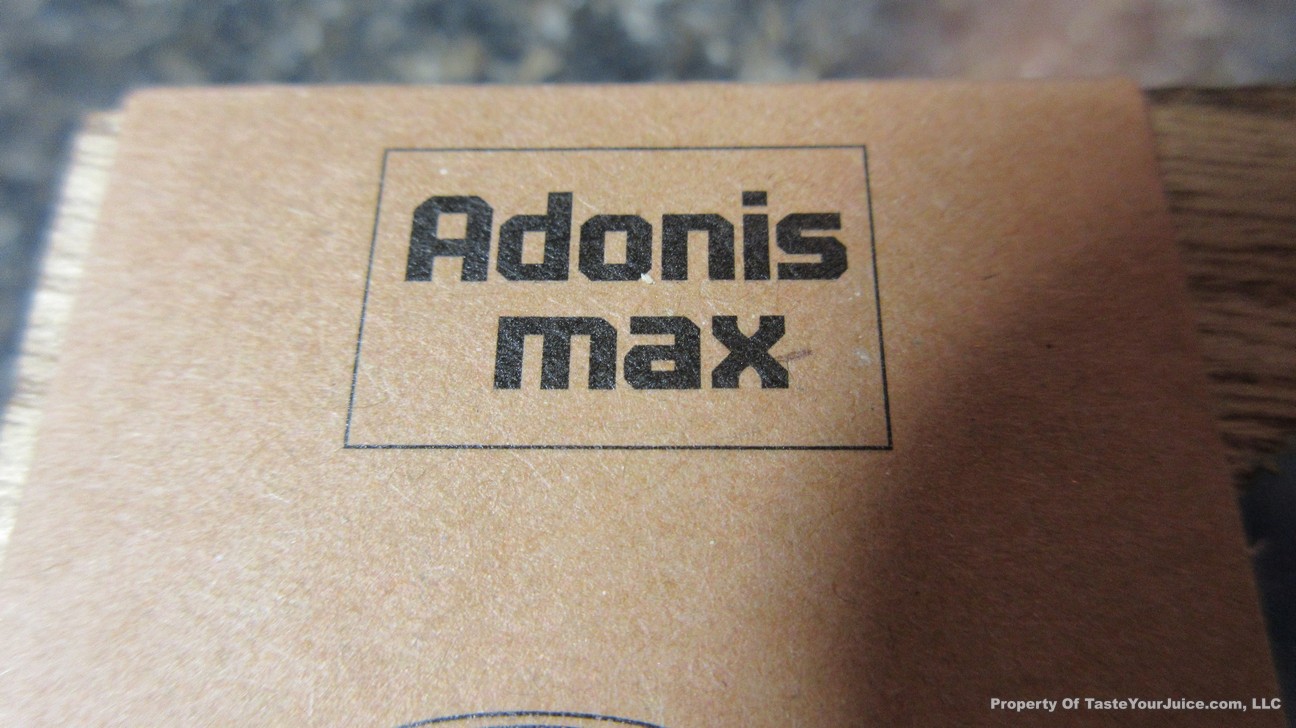 Adonis
max
Property Of TasteYourJuice.com, LLC